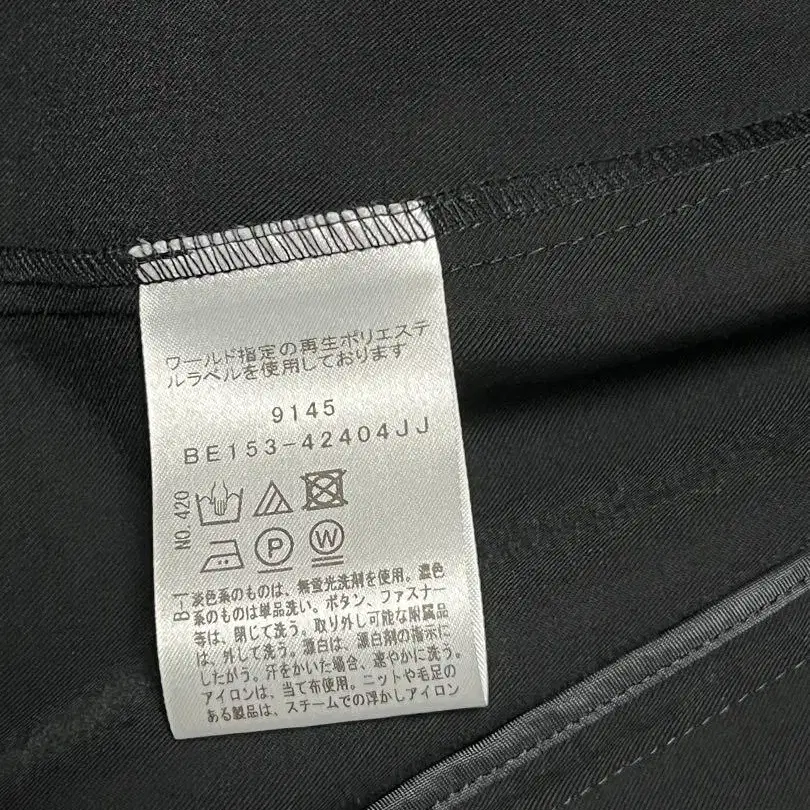 ワールド指定の再生ポリエステ
ルラベルを使用しております
9145
BE153-42404JJ
NO.420
P
W
B-1
淡色系のものは、無蛍光洗剤を使用。濃色
系のものは単品洗い。ボタン、ファスナー
等は、閉じて洗う。取り外し可能な附属品
は、外して洗う。漂白は、漂白剤の指示に
したがう。汗をかいた場合、速やかに洗う。
アイロンは、当て布使用。ニットや毛足の
ある製品は、スチームでの浮かしアイロン